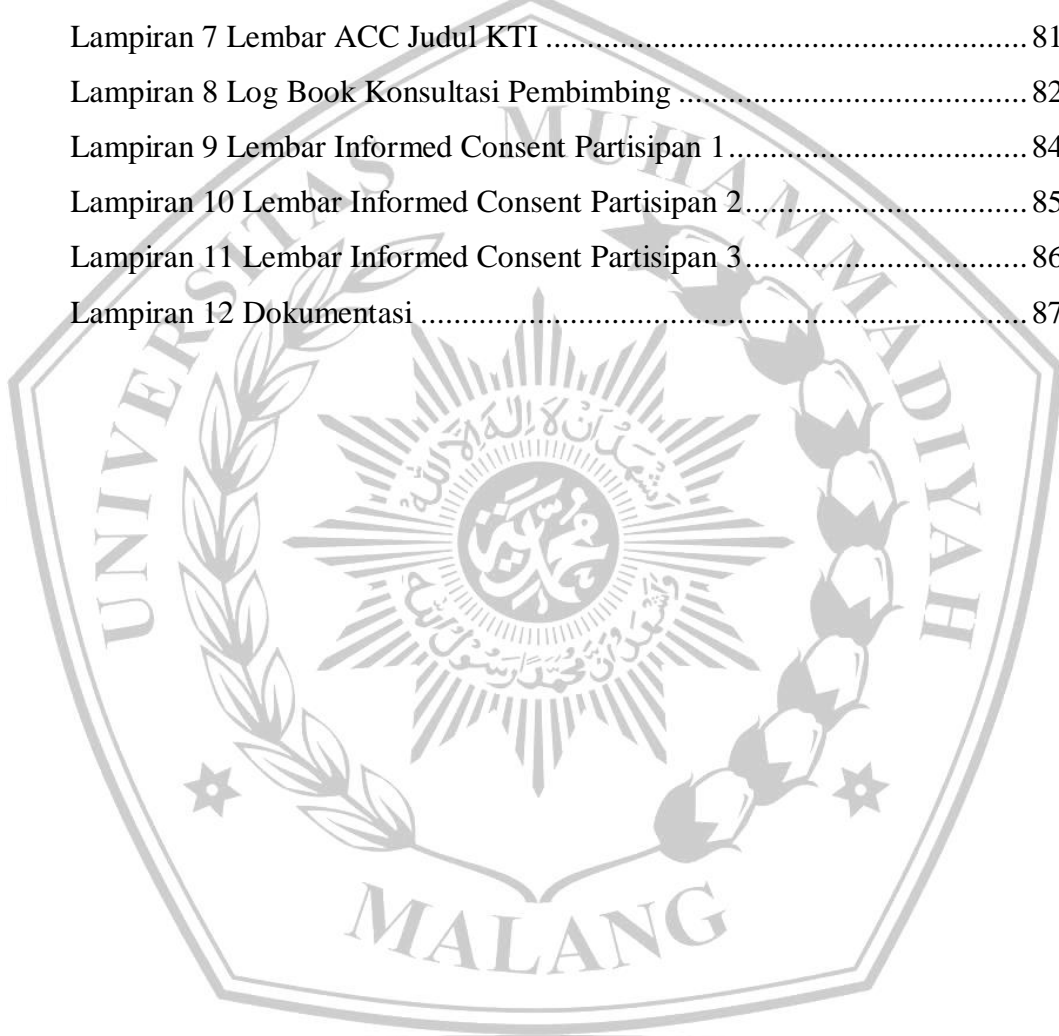 Lampiran 7 Lembar ACC Judul KTI ........................................................................ 81
Lampiran 8 Log Book Konsultasi Pembimbing .................................................... 82
Lampiran 9 Lembar Informed Consent Partisipan 1 ............................................. 84
Lampiran 10 Lembar Informed Consent Partisipan 2 ........................................... 85
Lampiran 11 Lembar Informed Consent Partisipan 3 ........................................... 86
Lampiran 12 Dokumentasi ........................................................................................... 87
UNIVERSITAS MUHAMMADIYAH
MALANG